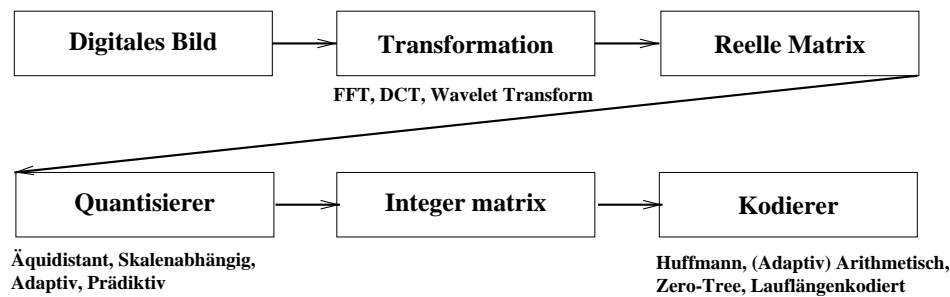 Digitales Bild
Transformation
Reelle Matrix
FFT, DCT, Wavelet Transform
Quantisierer
Integer matrix
Kodierer
Äquidistant, Skalenabhängig,
Adaptiv, Prädiktiv
Huffmann, (Adaptiv) Arithmetisch,
Zero-Tree, Lauflängenkodiert